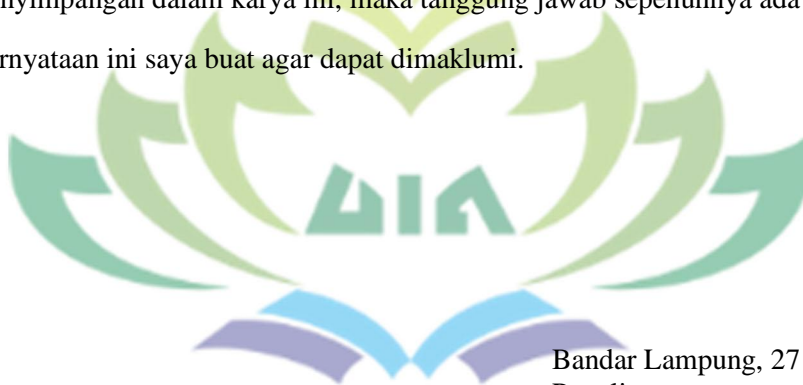 nyimpangan dalam karya ini, maka tanggung jawab sepenuhnya ada
rnyataan ini saya buat agar dapat dimaklumi.
UIN
Bandar Lampung, 27